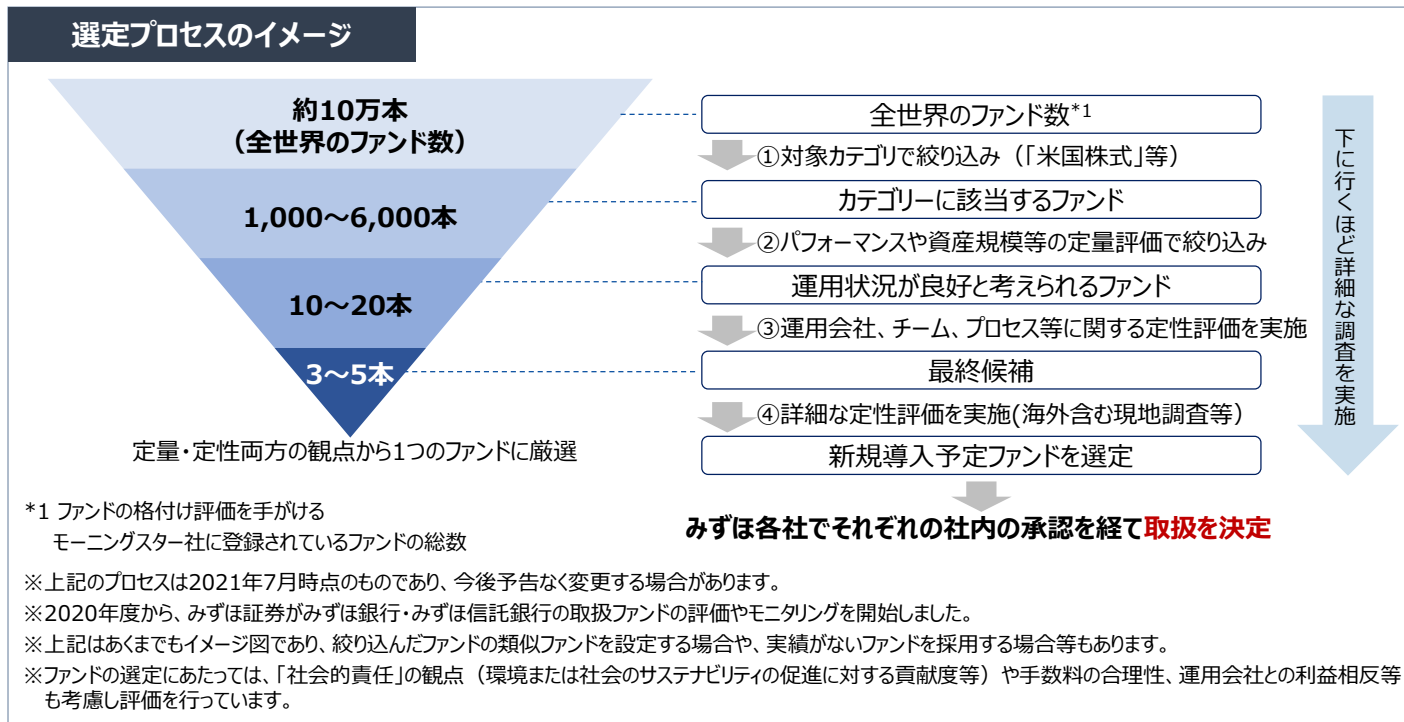 選定プロセスのイメージ
約10万本
（全世界のファンド数）
1,000～6,000本
10～20本
3～5本
定量・定性両方の観点から1つのファンドに厳選
全世界のファンド数*1
①対象カテゴリで絞り込み（「米国株式」等）
カテゴリーに該当するファンド
②パフォーマンスや資産規模等の定量評価で絞り込み
運用状況が良好と考えられるファンド
③運用会社、チーム、プロセス等に関する定性評価を実施
最終候補
④詳細な定性評価を実施(海外含む現地調査等）
新規導入予定ファンドを選定
みずほ各社でそれぞれの社内の承認を経て取扱を決定
下に行くほど詳細な調査を実施
*1 ファンドの格付け評価を手がける
モーニングスター社に登録されているファンドの総数
※上記のプロセスは2021年7月時点のものであり、今後予告なく変更する場合があります。
※2020年度から、みずほ証券がみずほ銀行・みずほ信託銀行の取扱ファンドの評価やモニタリングを開始しました。
※上記はあくまでもイメージ図であり、絞り込んだファンドの類似ファンドを設定する場合や、実績がないファンドを採用する場合等もあります。
※ファンドの選定にあたっては、「社会的責任」の観点（環境または社会のサステナビリティの促進に対する貢献度等）や手数料の合理性、運用会社との利益相反等
も考慮し評価を行っています。